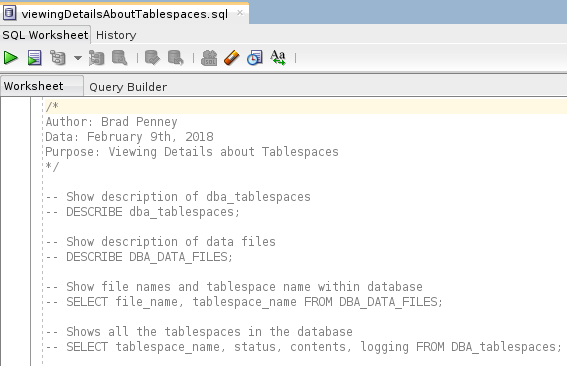 viewingDetailsAboutTablespaces.sql
SQL Worksheet History
Aa
Worksheet Query Builder
/*
Author: Brad Penney
Data: February 9th, 2018
Purpose: Viewing Details about Tablespaces
*/
-- Show description of dba_tablespaces
-- DESCRIBE dba_tablespaces;
-- Show description of data files
-- DESCRIBE DBA_DATA_FILES;
-- Show file names and tablespace name within database
-- SELECT file_name, tablespace_name FROM DBA_DATA_FILES;
-- Shows all the tablespaces in the database
-- SELECT tablespace_name, status, contents, logging FROM DBA_tablespaces;